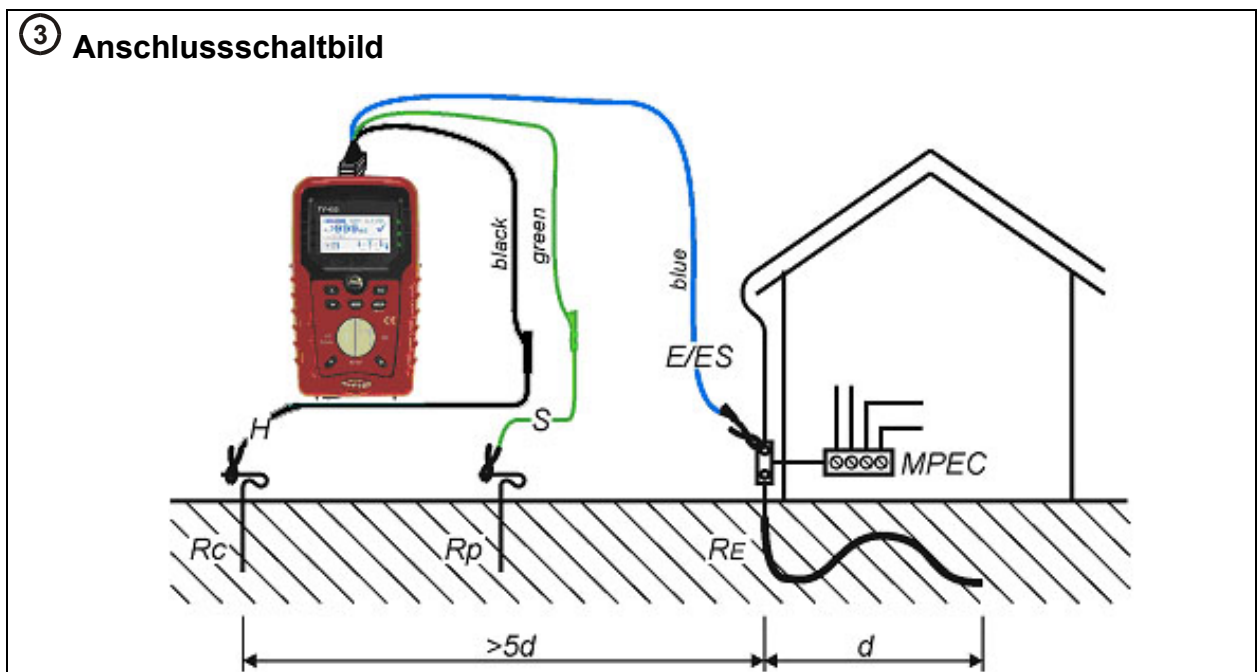 ③ Anschlussschaltbild
black
green
blue
E/ES
H
S
MPEC
Rc
Rp
RE
>5d
d